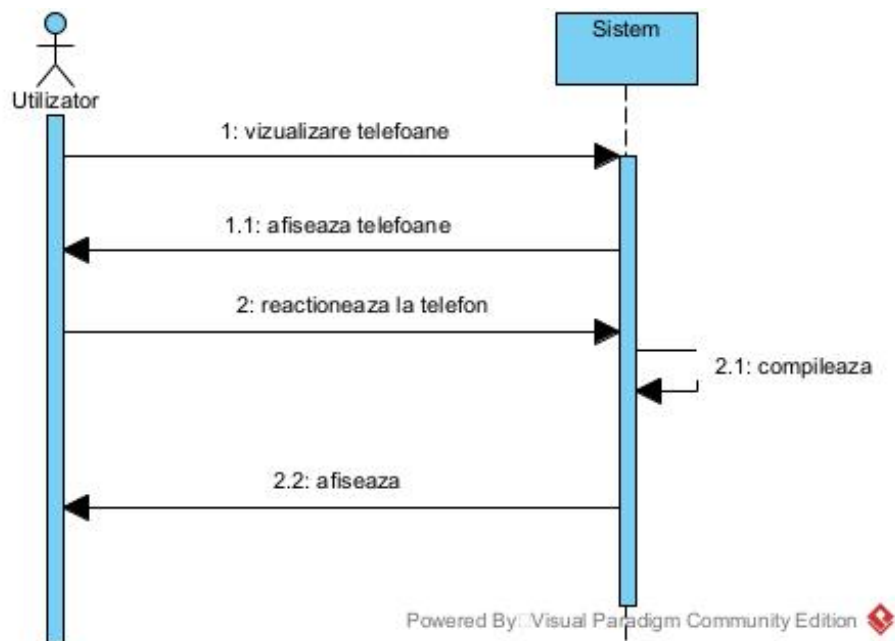 Sistem
Utilizator
1: vizualizare telefoane
1.1: afiseaza telefoane
2: reactioneaza la telefon
2.1: compileaza
2.2: afiseaza
Powered By Visual Paradigm Community Edition